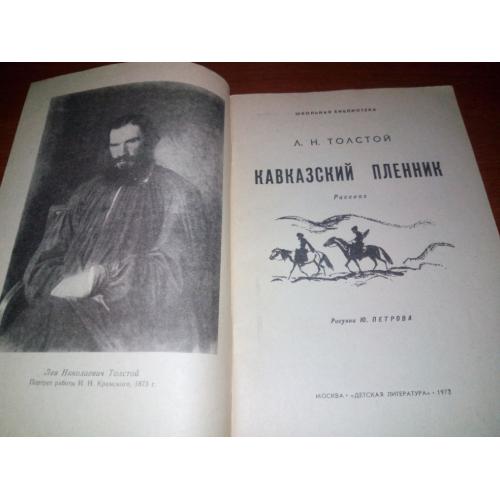 Лев Николаевич Толстой
Портрет работы И. Н. Крамского, 1873 г.
ШКОЛЬНАЯ БИБЛИОТЕКА
Л. Н. ТОЛСТОЙ
КАВКАЗСКИЙ ПЛЕННИК
Рассказ
Рисунки Ю. ПЕТРОВА
МОСКВА · «ДЕТСКАЯ ЛИТЕРАТУРА» · 1973